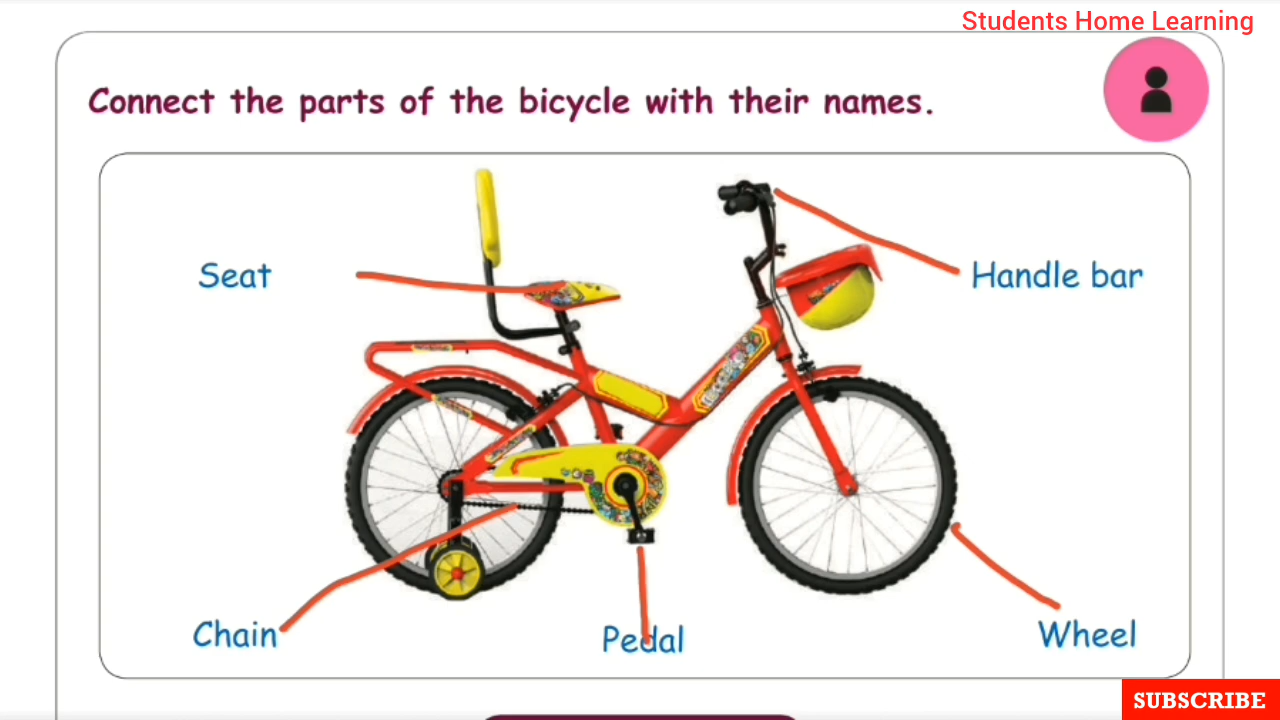 Students Home Learning
Connect the parts of the bicycle with their names.
Seat
Handle bar
Chain
Pedal
Wheel
SUBSCRIBE